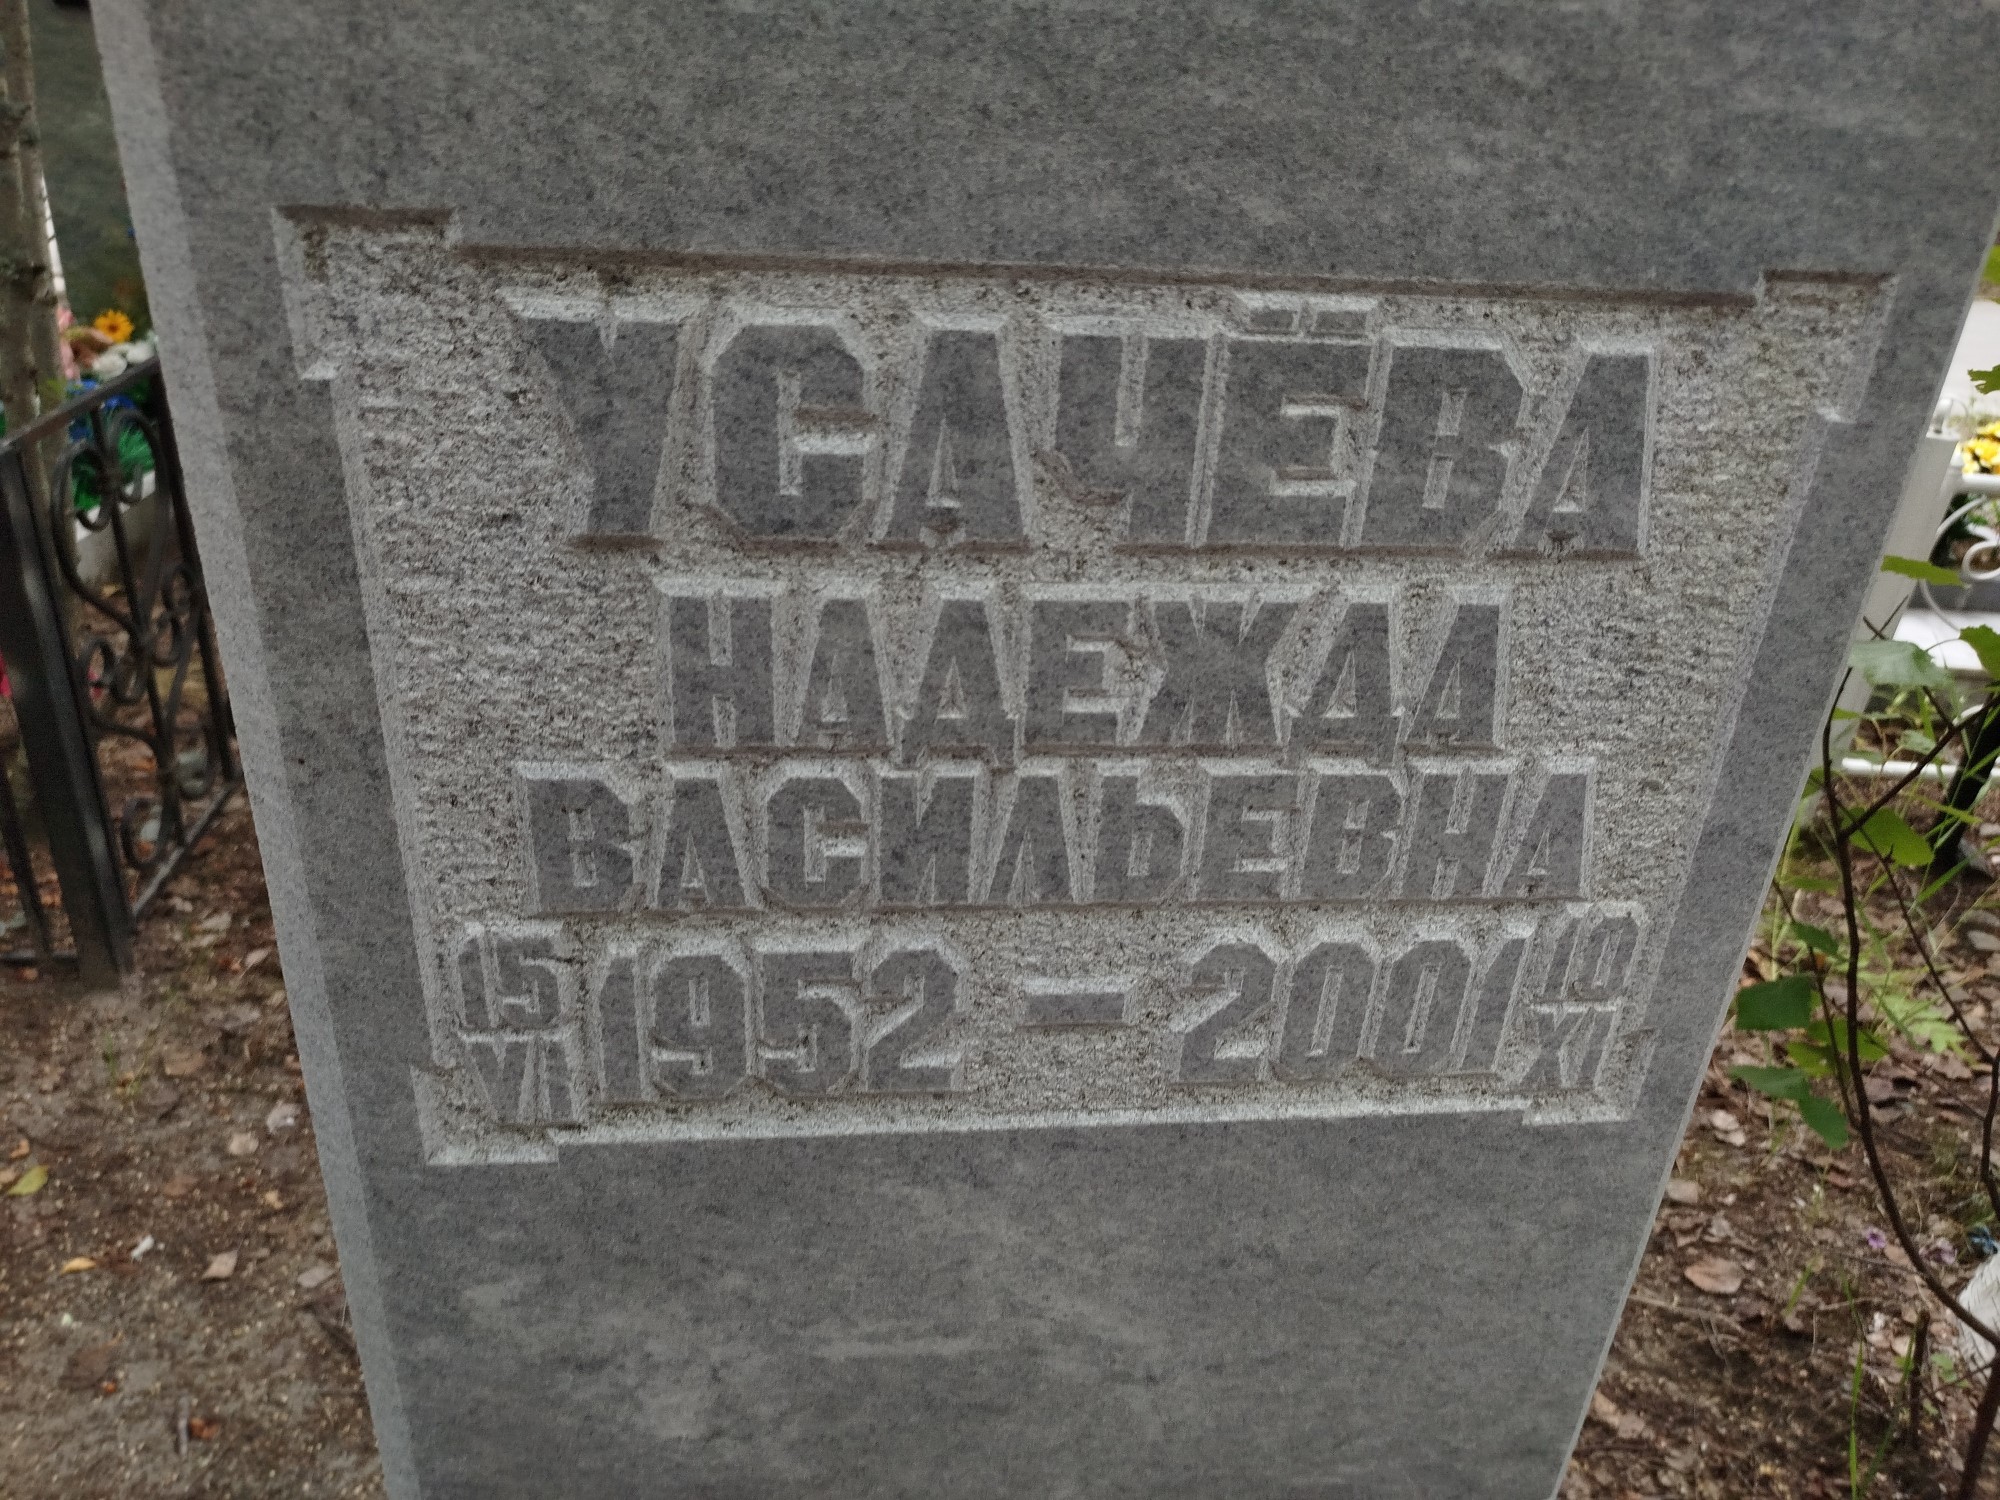 УСАЧЁВА
НАДЕЖДА
ВАСИЛЬЕВНА
15 VI 1952 – 2001 10 XI